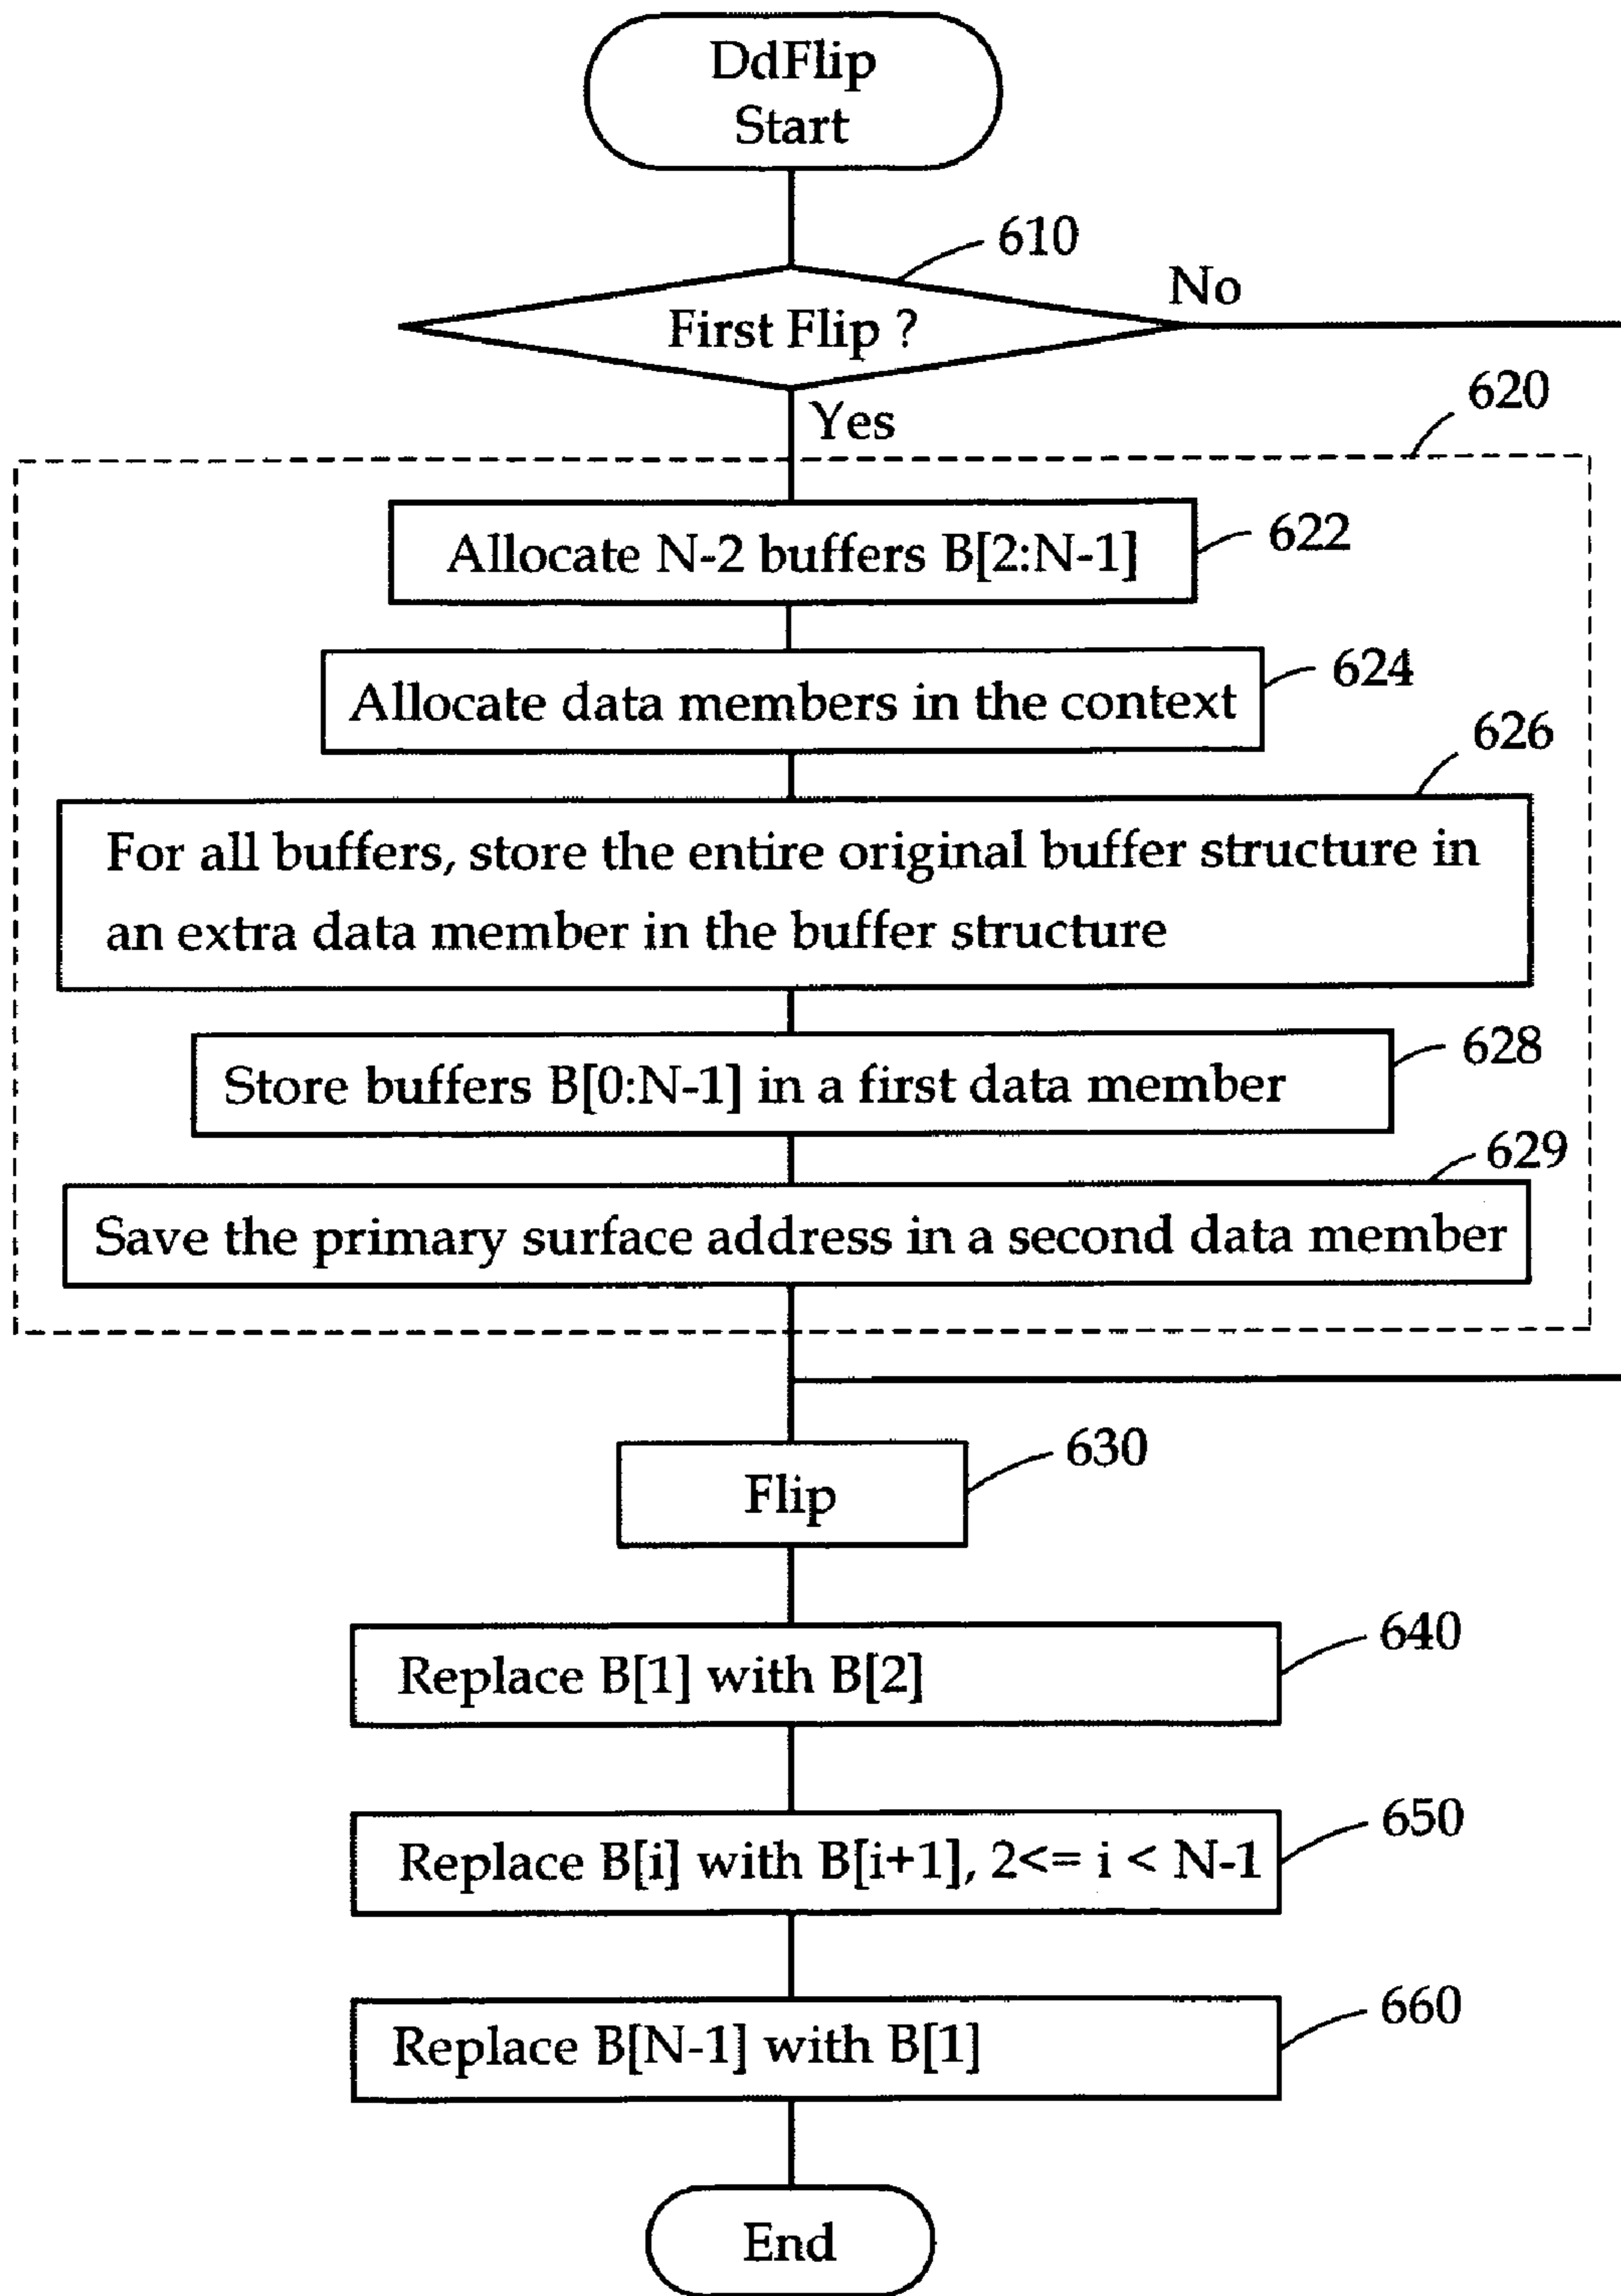 DdFlip
Start
610
First Flip ?
No
Yes
620
Allocate N-2 buffers B[2:N-1]
622
Allocate data members in the context
624
626
For all buffers, store the entire original buffer structure in
an extra data member in the buffer structure
Store buffers B[0:N-1] in a first data member
628
629
Save the primary surface address in a second data member
Flip
630
Replace B[1] with B[2]
640
Replace B[i] with B[i+1], 2<= i < N-1
650
Replace B[N-1] with B[1]
660
End